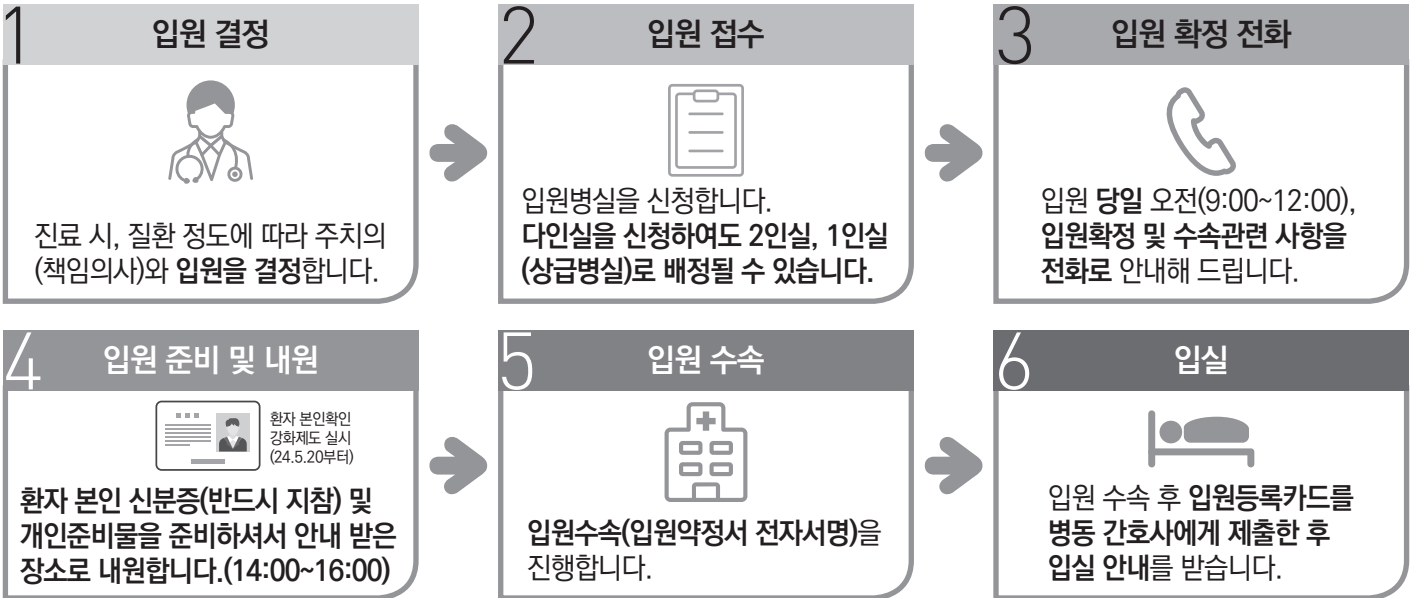 1 입원 결정
진료 시, 질환 정도에 따라 주치의
(책임의사)와 입원을 결정합니다.
2 입원 접수
입원병실을 신청합니다.
다인실을 신청하여도 2인실, 1인실
(상급병실)로 배정될 수 있습니다.
3 입원 확정 전화
입원 당일 오전(9:00~12:00),
입원확정 및 수속관련 사항을
전화로 안내해 드립니다.
4 입원 준비 및 내원
환자 본인확인
강화제도 실시
(24.5.20부터)
환자 본인 신분증(반드시 지참) 및
개인준비물을 준비하셔서 안내 받은
장소로 내원합니다.(14:00~16:00)
5 입원 수속
입원수속(입원약정서 전자서명)을
진행합니다.
6 입실
입원 수속 후 입원등록카드를
병동 간호사에게 제출한 후
입실 안내를 받습니다.